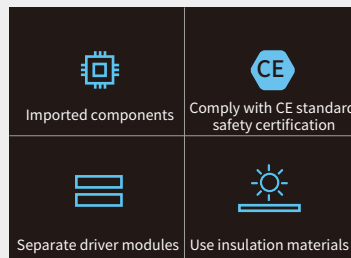 CE
Imported components
Comply with CE standard
safety certification
Separate driver modules
Use insulation materials